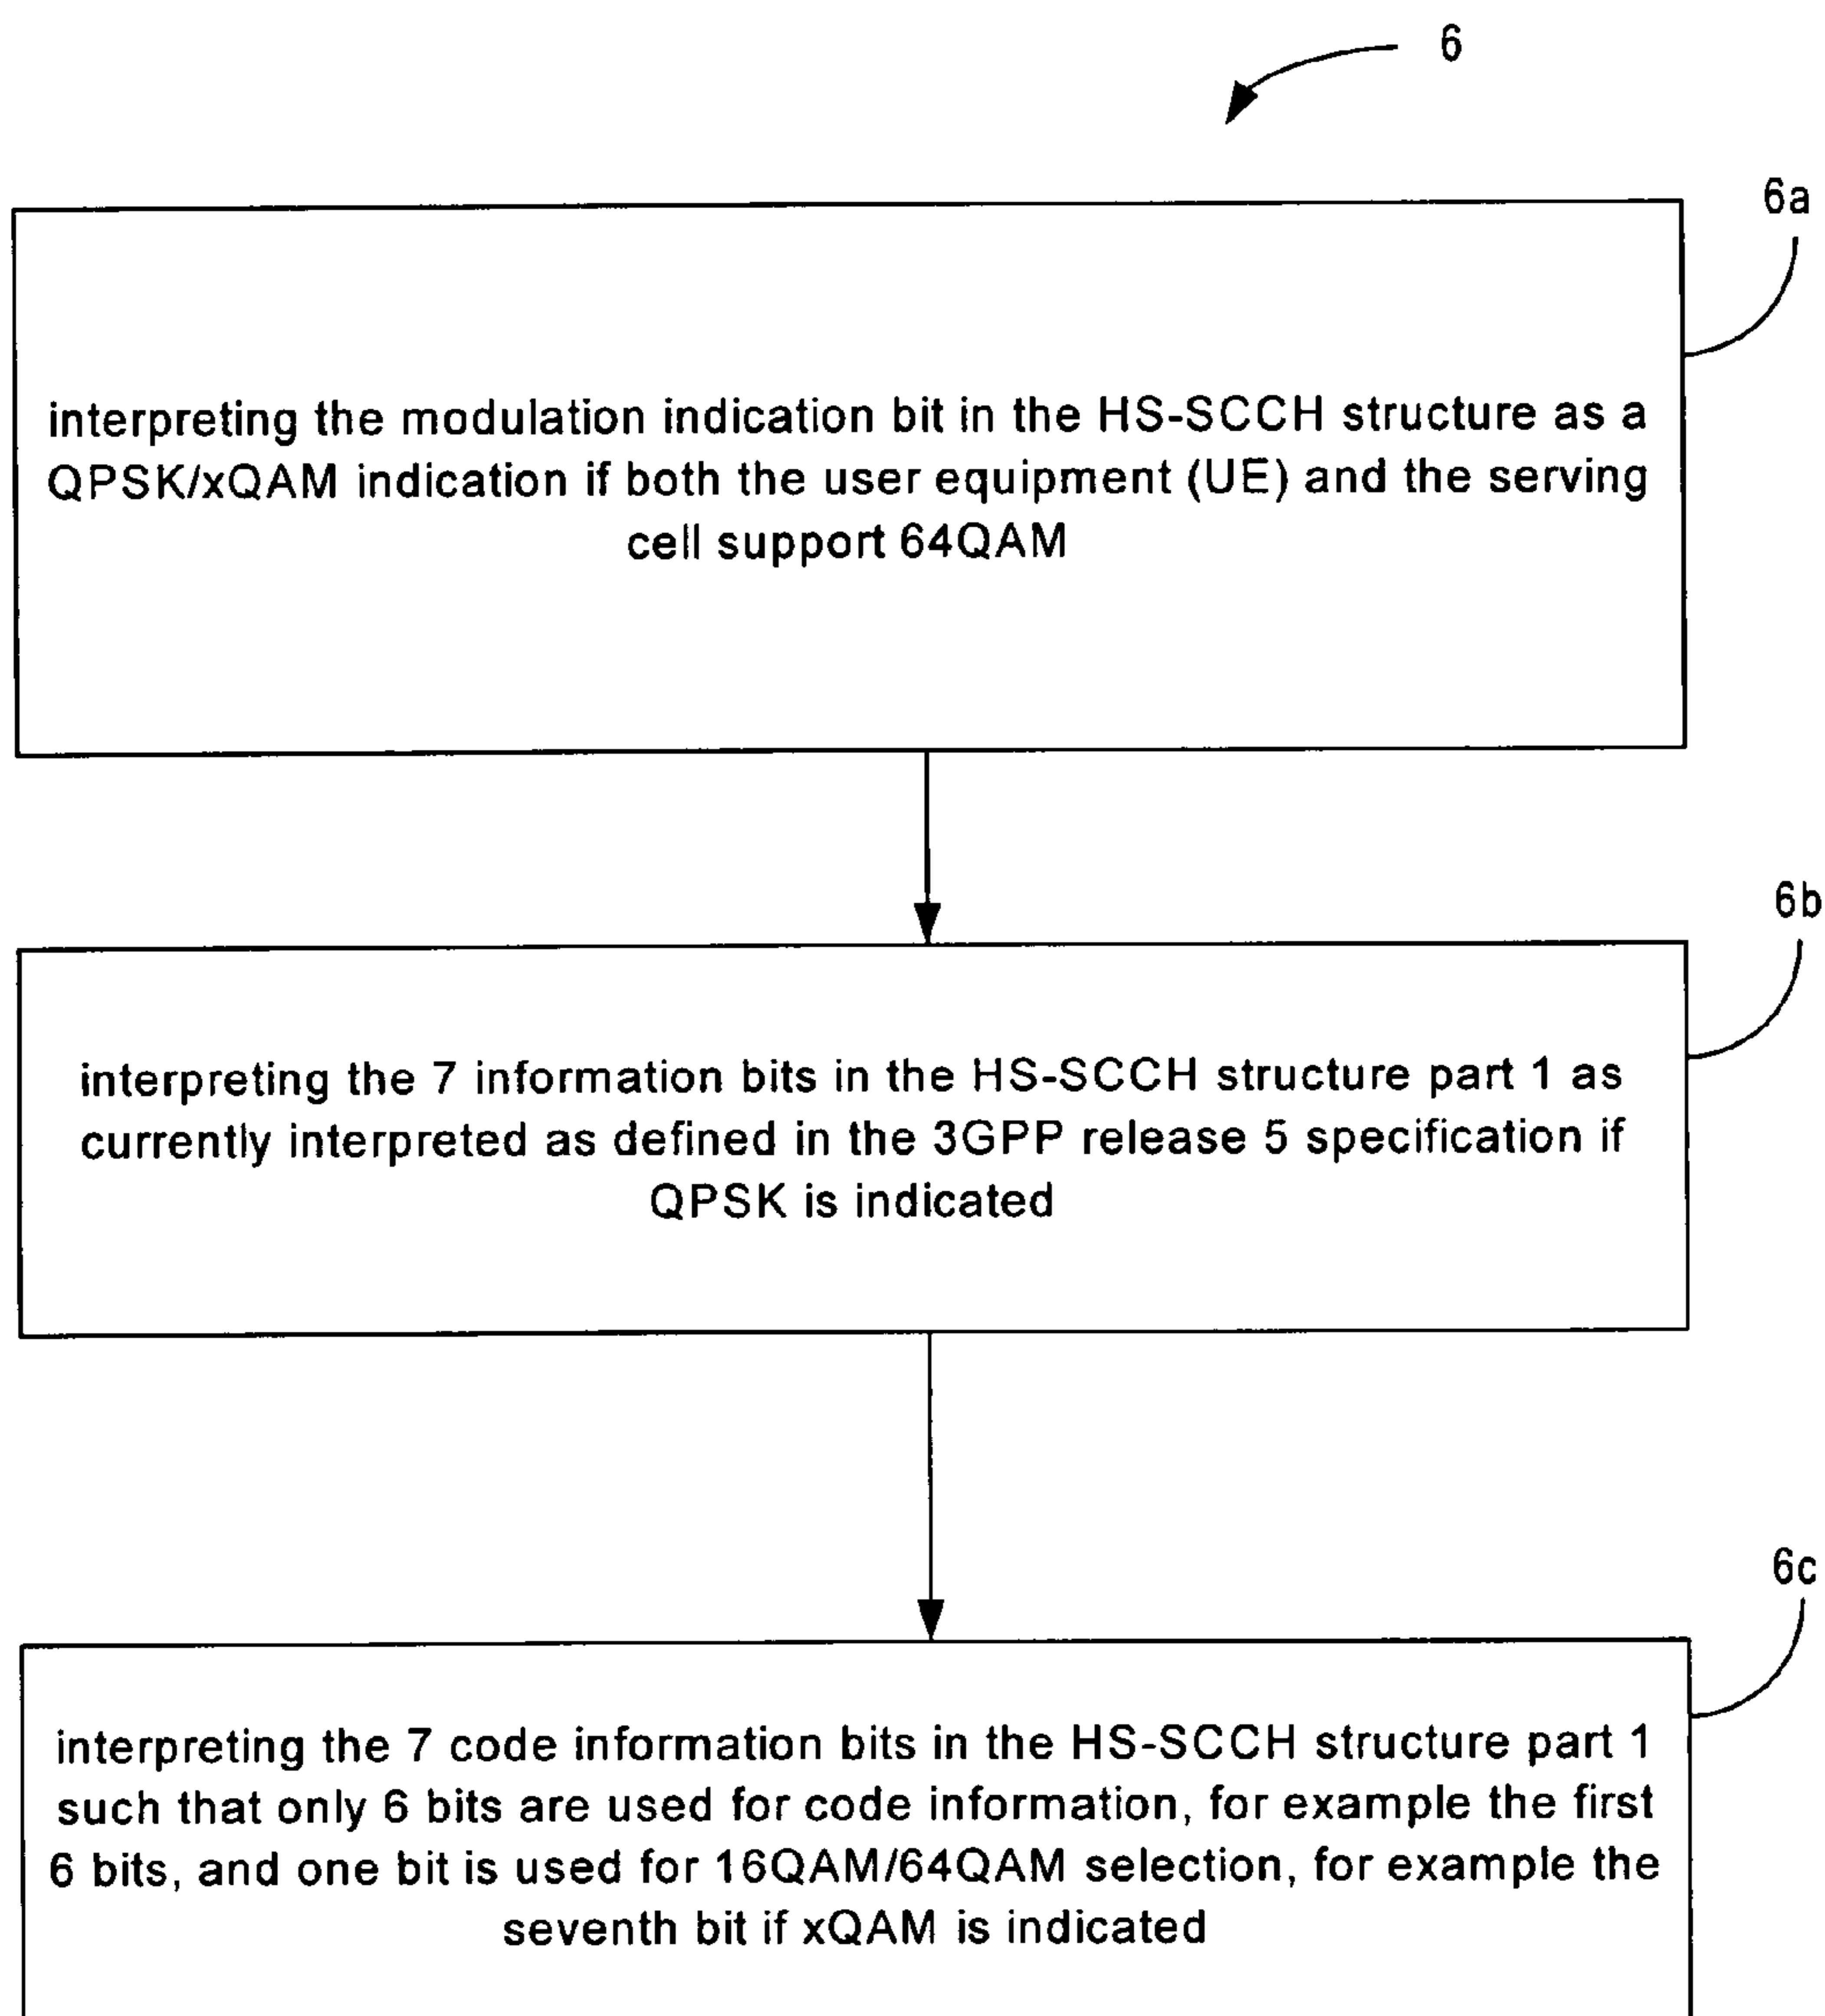 6
6a
interpreting the modulation indication bit in the HS-SCCH structure as a
QPSK/xQAM indication if both the user equipment (UE) and the serving
cell support 64QAM
6b
interpreting the 7 information bits in the HS-SCCH structure part 1 as
currently interpreted as defined in the 3GPP release 5 specification if
QPSK is indicated
6c
interpreting the 7 code information bits in the HS-SCCH structure part 1
such that only 6 bits are used for code information, for example the first
6 bits, and one bit is used for 16QAM/64QAM selection, for example the
seventh bit if xQAM is indicated